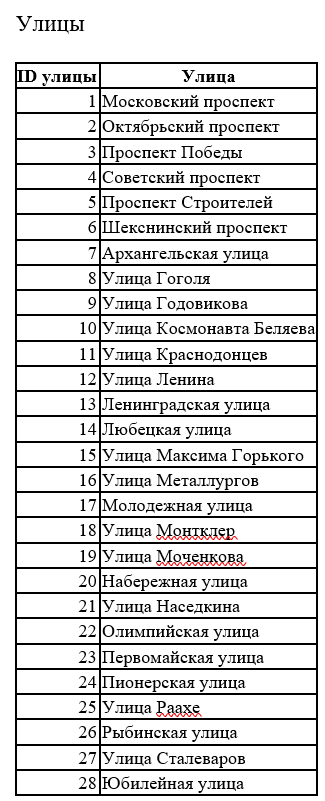 Улицы
ID улицы Улица
1 Московский проспект
2 Октябрьский проспект
3 Проспект Победы
4 Советский проспект
5 Проспект Строителей
6 Шекснинский проспект
7 Архангельская улица
8 Улица Гоголя
9 Улица Годовикова
10 Улица Космонавта Беляева
11 Улица Краснодонцев
12 Улица Ленина
13 Ленинградская улица
14 Любецкая улица
15 Улица Максима Горького
16 Улица Металлургов
17 Молодежная улица
18 Улица Монтклер
19 Улица Моченкова
20 Набережная улица
21 Улица Наседкина
22 Олимпийская улица
23 Первомайская улица
24 Пионерская улица
25 Улица Раахе
26 Рыбинская улица
27 Улица Сталеваров
28 Юбилейная улица